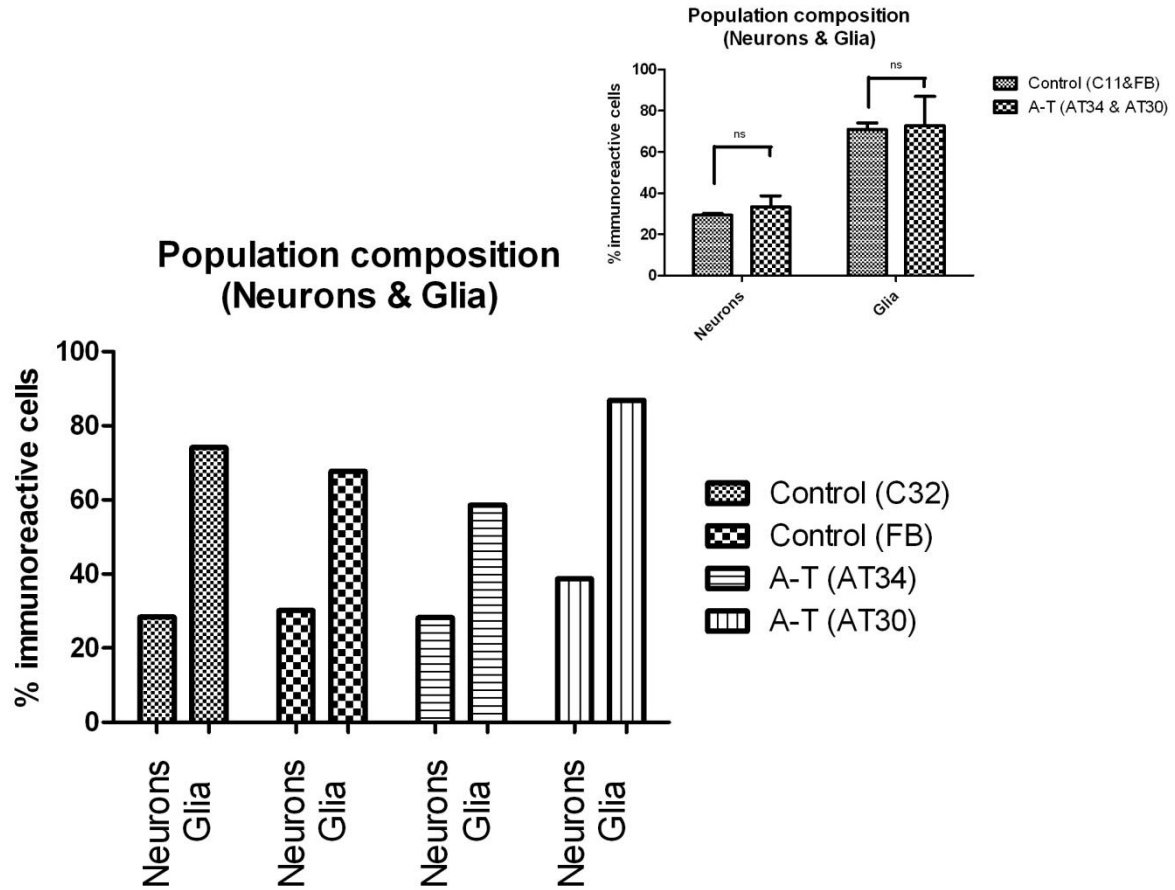 Population composition
(Neurons & Glia)
% immunoreactive cells
100
80
60
40
20
0
ns
ns
Neurons
Glia
Control (C11&FB)
A-T (AT34 & AT30)
Population composition
(Neurons & Glia)
% immunoreactive cells
100
80
60
40
20
0
Neurons
Glia
Neurons
Glia
Neurons
Glia
Neurons
Glia
Control (C32)
Control (FB)
A-T (AT34)
A-T (AT30)